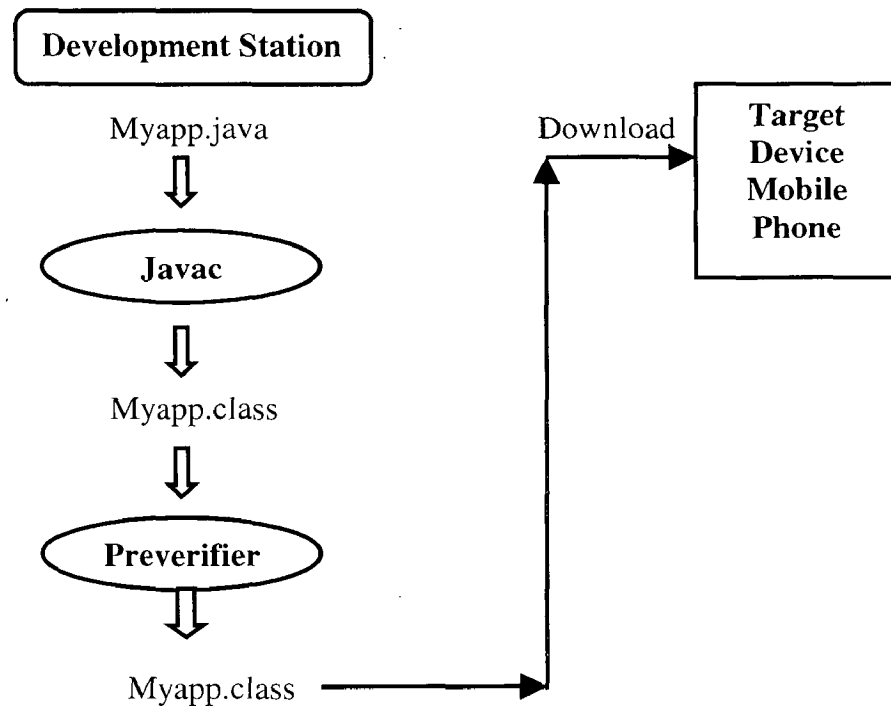 Development Station
Myapp.java
Javac
Myapp.class
Preverifier
Myapp.class
Download
Target
Device
Mobile
Phone